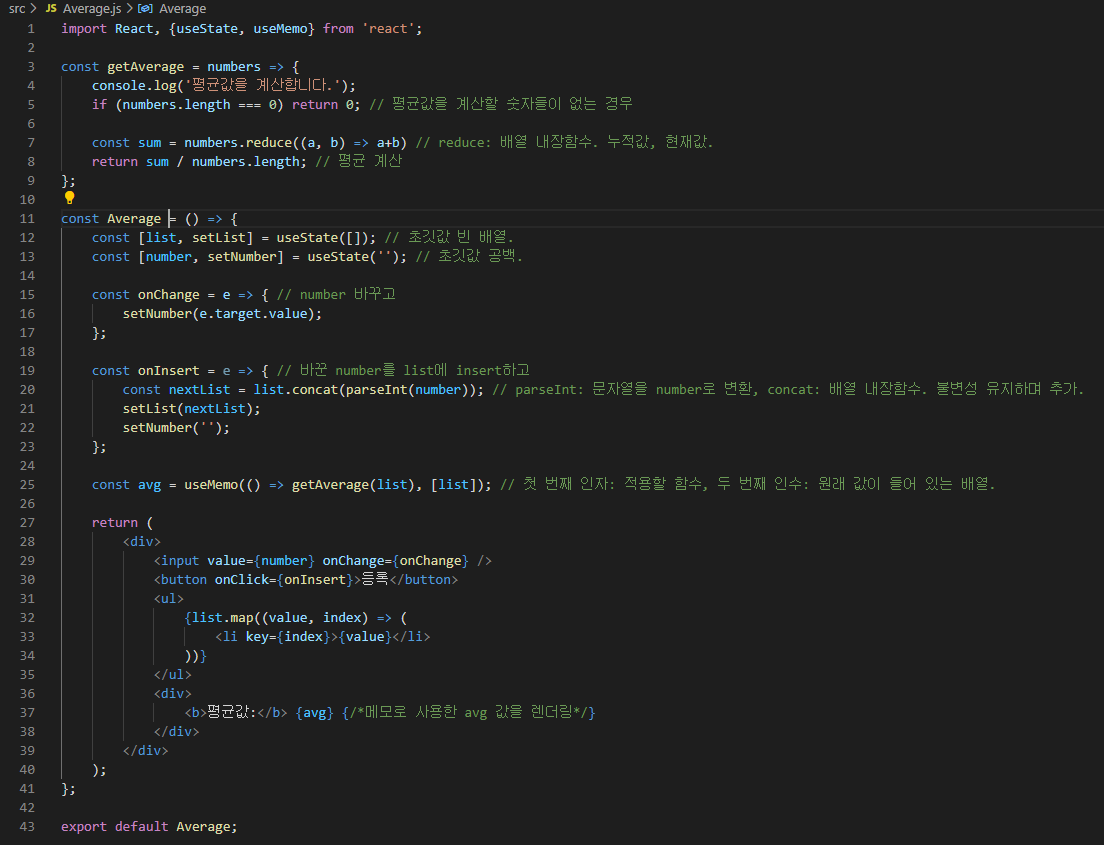 src > JS Average.js > Average
1 import React, {useState, useMemo} from 'react';
2
3 const getAverage = numbers => {
4     console.log('평균값을 계산합니다.');
5     if (numbers.length === 0) return 0; // 평균값을 계산할 숫자들이 없는 경우
6
7     const sum = numbers.reduce((a, b) => a+b) // reduce: 배열 내장함수. 누적값, 현재값.
8     return sum / numbers.length; // 평균 계산
9 };
10
11 const Average = () => {
12     const [list, setList] = useState([]); // 초깃값 빈 배열.
13     const [number, setNumber] = useState(''); // 초깃값 공백.
14
15     const onChange = e => { // number 바꾸고
16         setNumber(e.target.value);
17     };
18
19     const onInsert = e => { // 바꾼 number를 list에 insert하고
20         const nextList = list.concat(parseInt(number)); // parseInt: 문자열을 number로 변환, concat: 배열 내장함수. 불변성 유지하며 추가.
21         setList(nextList);
22         setNumber('');
23     };
24
25     const avg = useMemo(() => getAverage(list), [list]); // 첫 번째 인자: 적용할 함수, 두 번째 인수: 원래 값이 들어 있는 배열.
26
27     return (
28         <div>
29             <input value={number} onChange={onChange} />
30             <button onClick={onInsert}>등록</button>
31             <ul>
32                 {list.map((value, index) => (
33                     <li key={index}>{value}</li>
34                 ))}
35             </ul>
36             <div>
37                 <b>평균값:</b> {avg} {/*메모로 사용한 avg 값을 렌더링*/}
38             </div>
39         </div>
40     );
41 };
42
43 export default Average;